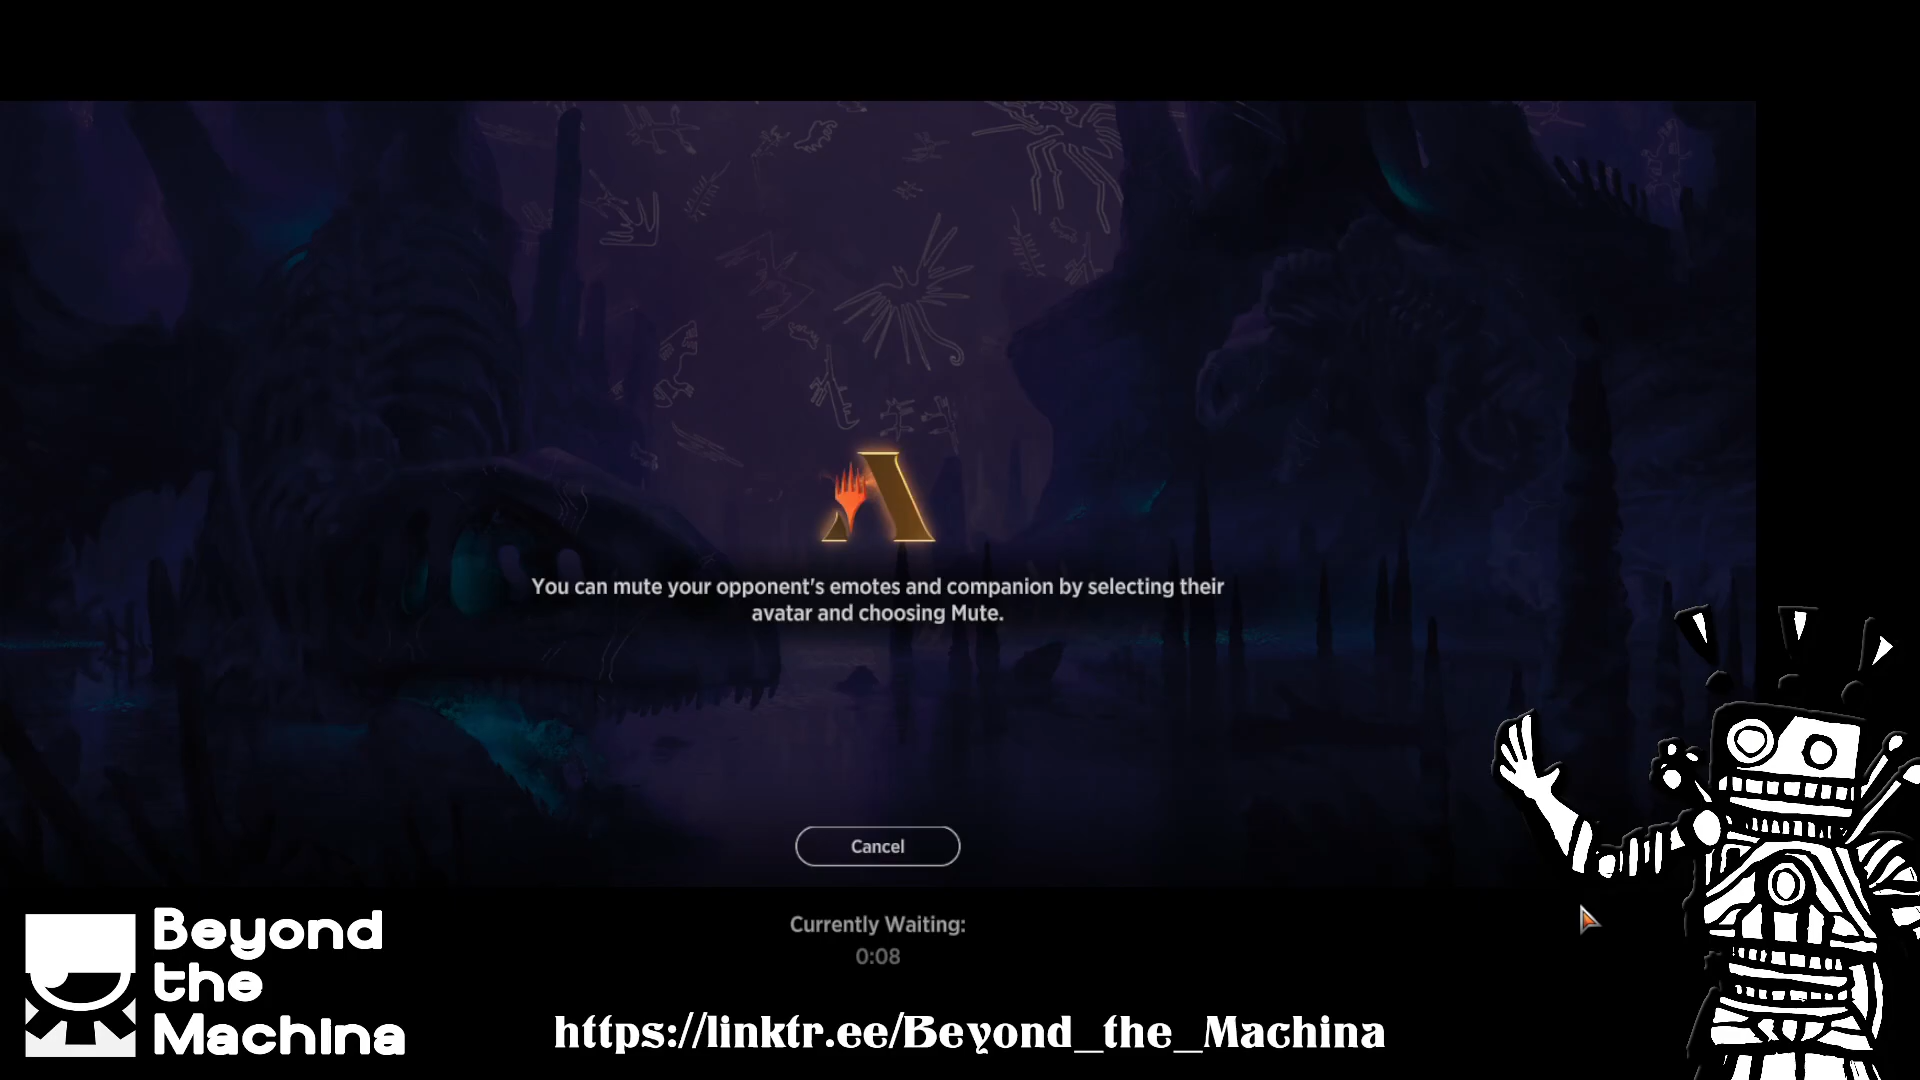 You can mute your opponent's emotes and companion by selecting their
avatar and choosing Mute.
Cancel
Currently Waiting:
0:08
Beyond
the
Machina
https://linktr.ee/Beyond_the_Machina